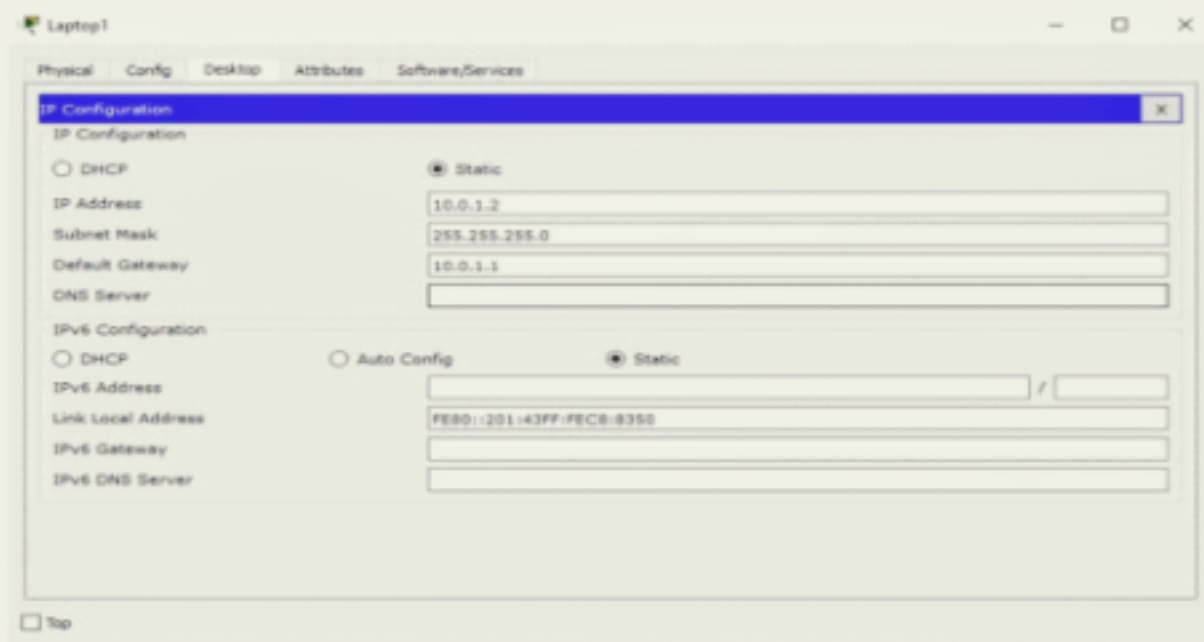 Laptop1
Physical Config Desktop Attributes Software/Services
IP Configuration X
IP Configuration
DHCP Static
IP Address 10.0.1.2
Subnet Mask 255.255.255.0
Default Gateway 10.0.1.1
DNS Server
IPv6 Configuration
DHCP Auto Config Static
IPv6 Address /
Link Local Address FE80::201:43FF:FEC8:8350
IPv6 Gateway
IPv6 DNS Server
Top